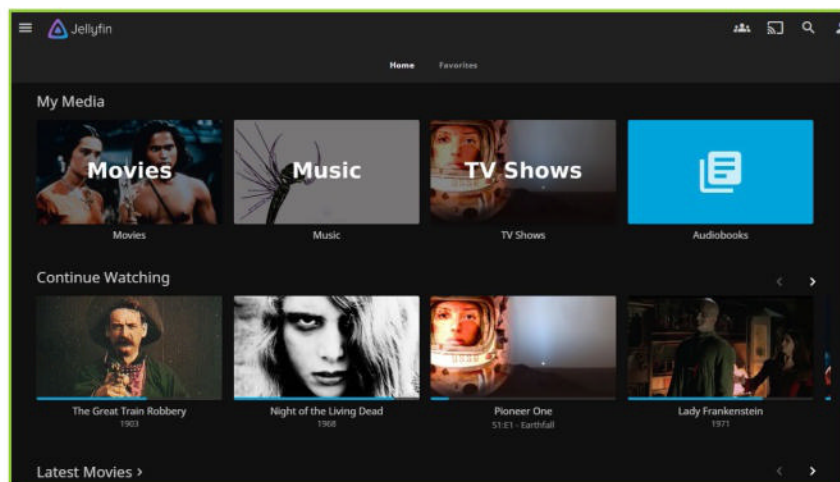 Jellyfin
Home Favorites
My Media
Movies Music TV Shows
Movies Music TV Shows Audiobooks
Continue Watching
The Great Train Robbery Night of the Living Dead Pioneer One Lady Frankenstein
1903 1968 S1:E1 - Earthfall 1971
Latest Movies >